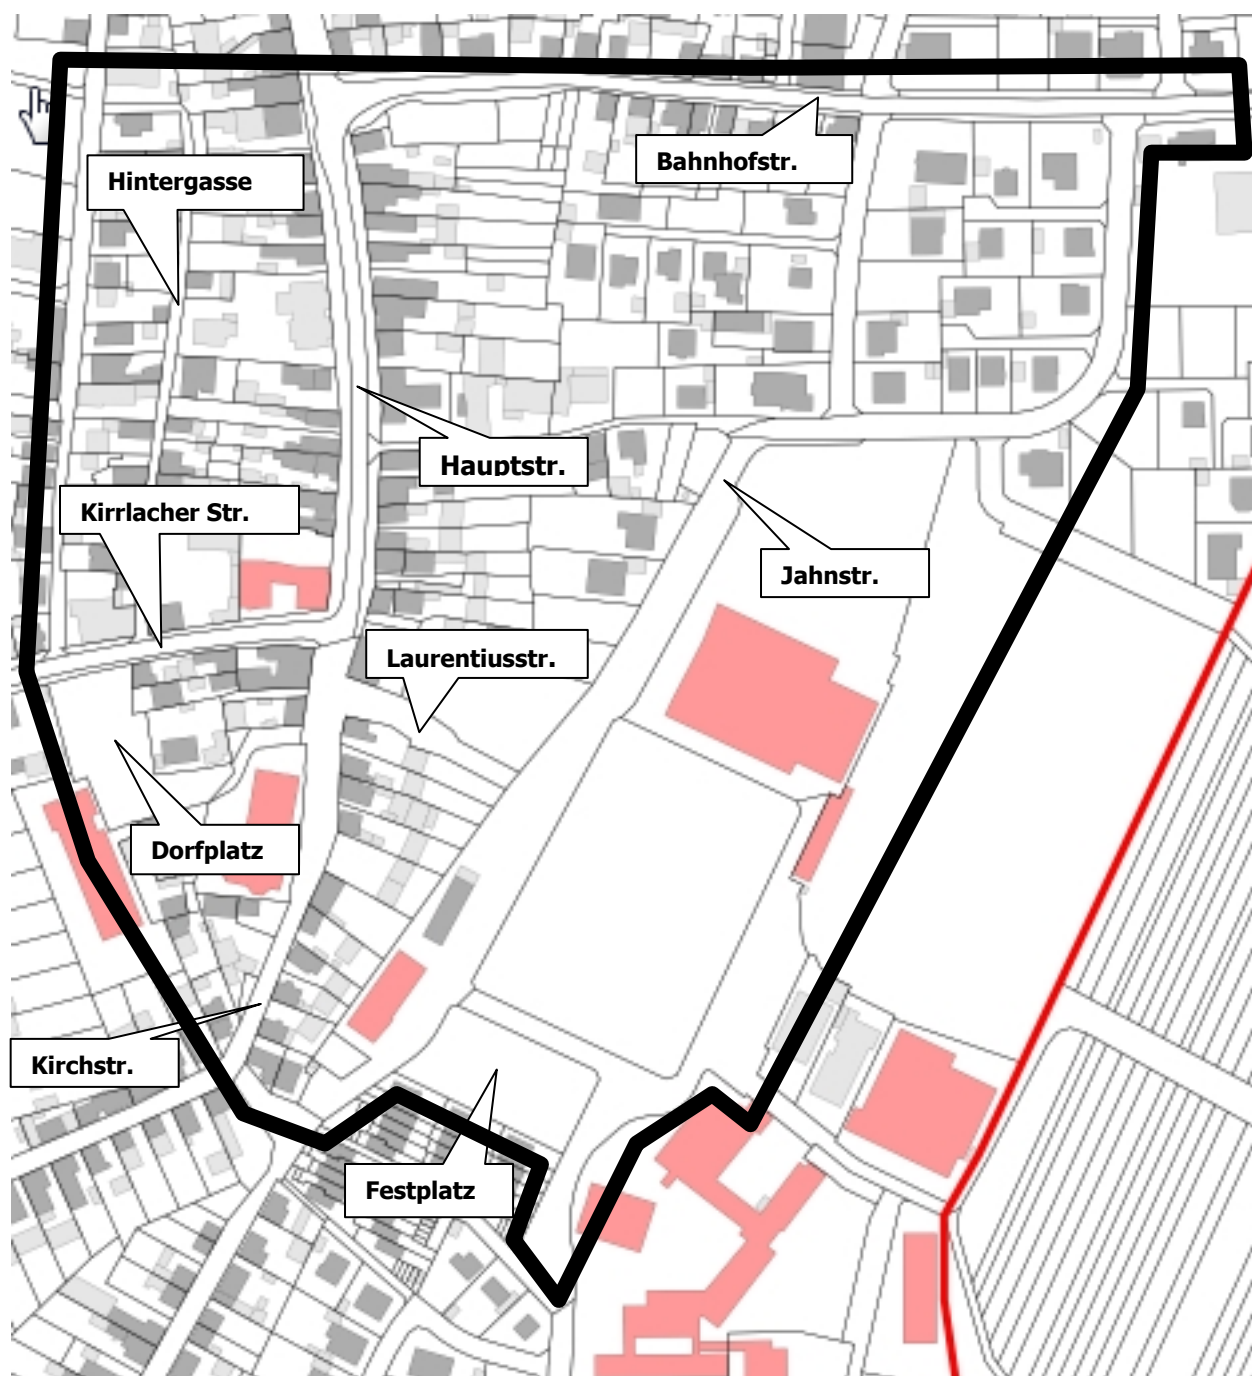 Bahnhofstr.
Hintergasse
Hauptstr.
Kirrlacher Str.
Jahnstr.
Laurentiusstr.
Dorfplatz
Kirchstr.
Festplatz